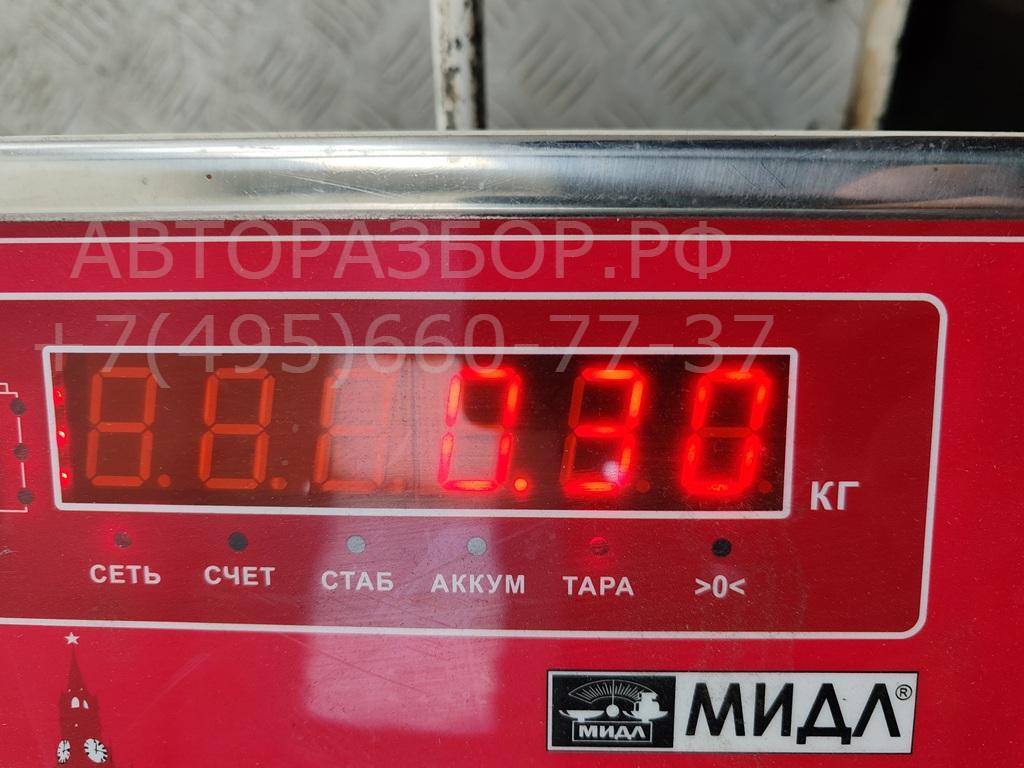 АВТОРАЗБОР.РФ
+7(495)660-77-37
0.30
КГ
СЕТЬ СЧЕТ СТАБ АККУМ ТАРА >0<
МИДЛ МИДЛ®